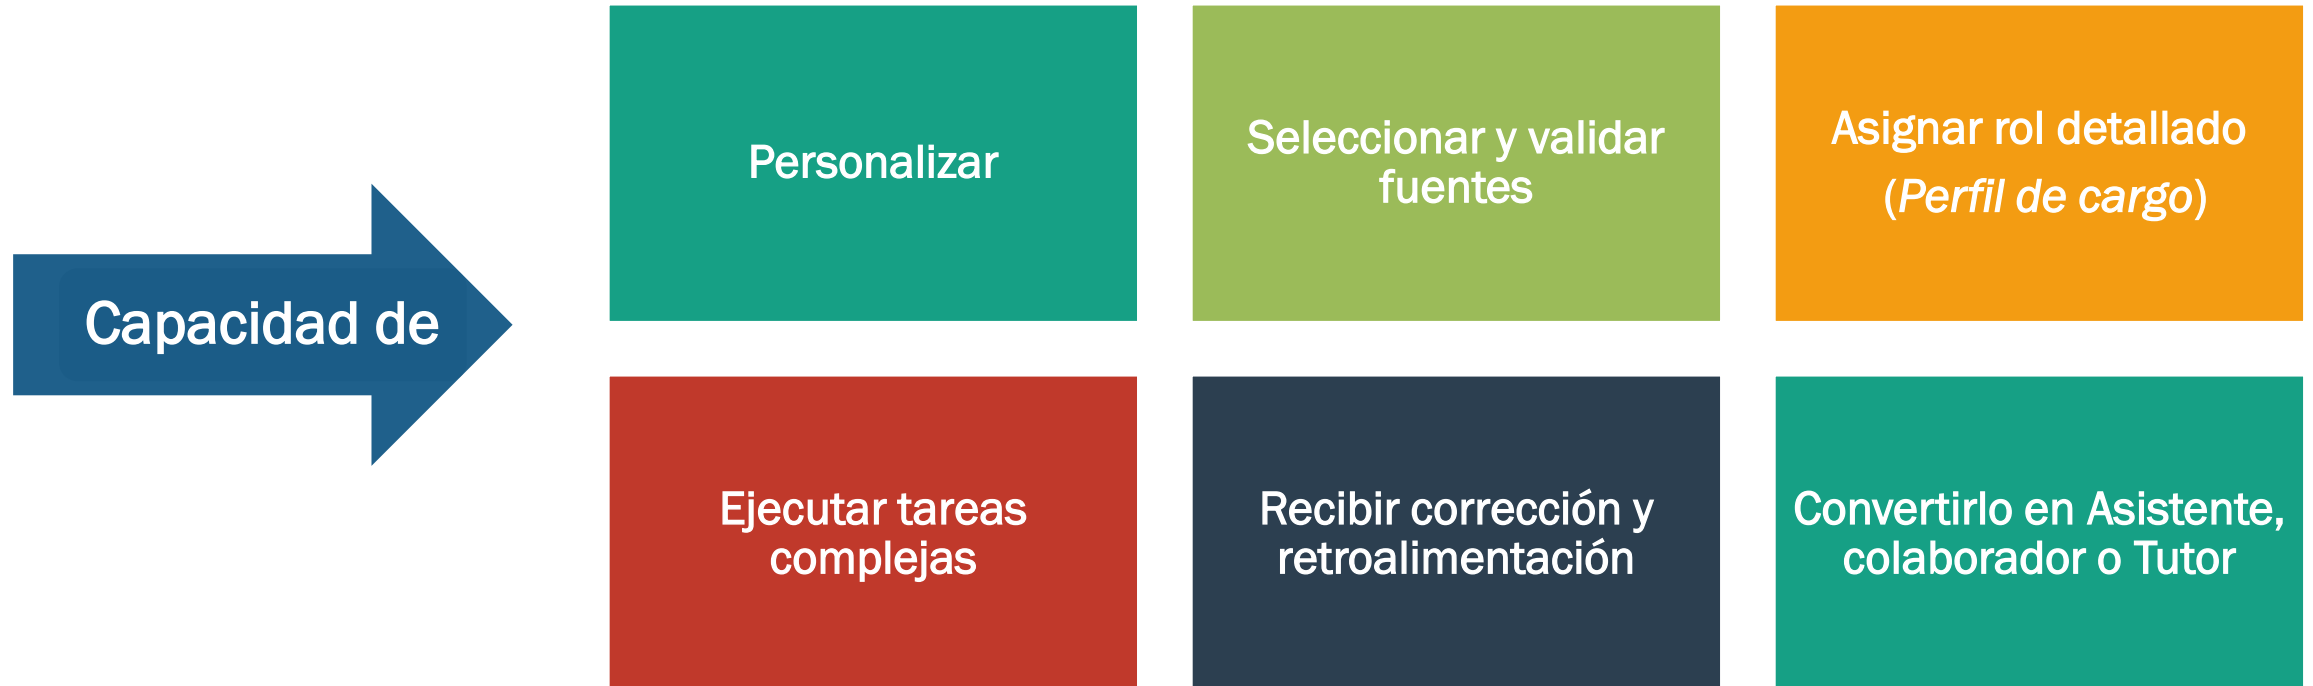 Capacidad de
Personalizar
Seleccionar y validar
fuentes
Asignar rol detallado
(Perfil de cargo)
Ejecutar tareas
complejas
Recibir corrección y
retroalimentación
Convertirlo en Asistente,
colaborador o Tutor